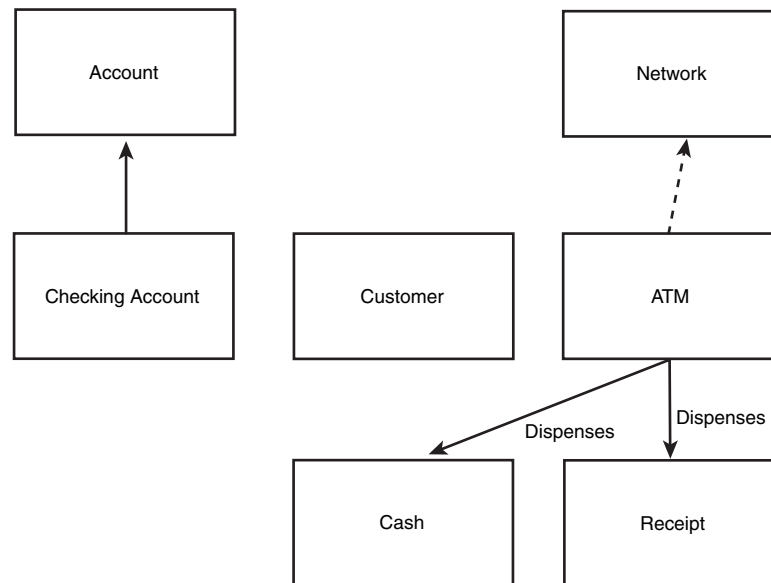 Account
Network
Checking Account
Customer
ATM
Dispenses
Dispenses
Cash
Receipt